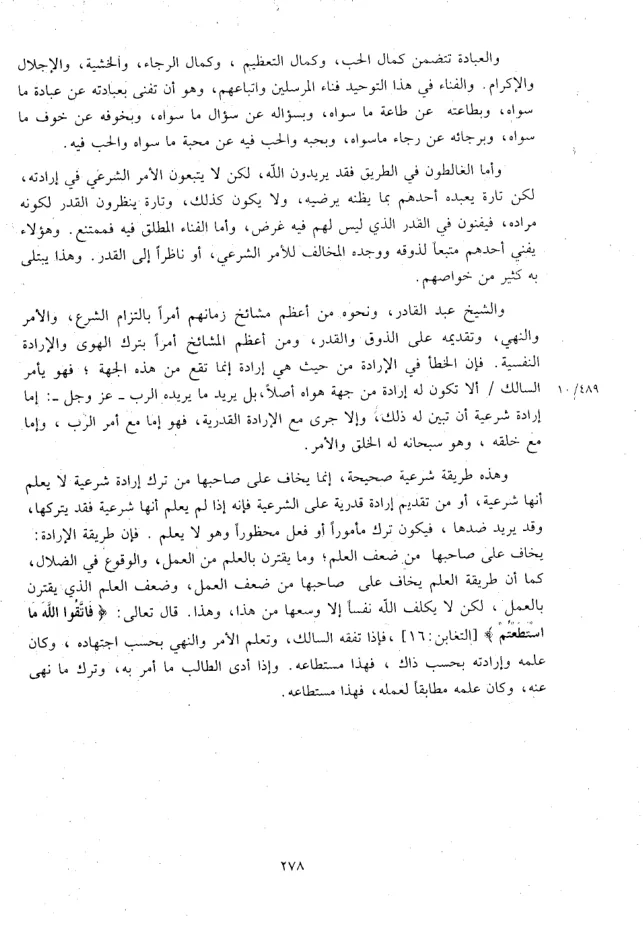 والعبادة تتضمن كمال الحب، وكمال التعظيم ، وكمال الرجاء، والخشية، والإجلال
والإكرام. والفناء في هذا التوحيد فناء المرسلين واتباعهم، وهو أن تفنى بعبادته عن عبادة ما
سواه، وبطاعته عن طاعة ما سواه، وبسؤاله عن سؤال ما سواه، وبخوفه عن خوف ما
سواه، وبرجائه عن رجاء ماسواه، وبحبه والحب فيه عن محبة ما سواه والحب فيه.
وأما الغالطون في الطريق فقد يريدون الله، لكن لا يتبعون الأمر الشرعي في إرادته،
لكن تارة يعبده أحدهم بما يظنه يرضيه، ولا يكون كذلك، وتارة ينظرون القدر لكونه
مراده، فيفنون في القدر الذي ليس لهم فيه غرض، وأما الفناء المطلق فيه فممتنع. وهؤلاء
يفني أحدهم متبعاً لذوقه ووجده المخالف للأمر الشرعي، أو ناظراً إلى القدر. وهذا يبتلى
به كثير من خواصهم.
والشيخ عبد القادر، ونحوه من أعظم مشائخ زمانهم أمراً بالتزام الشرع، والأمر
والنهي، وتقديمه على الذوق والقدر، ومن أعظم المشائخ أمراً بترك الهوى والإرادة
النفسية. فإن الخطأ في الإرادة من حيث هي إرادة إنما تقع من هذه الجهة ؛ فهو يأمر
١٠/٤٨٩ السالك / ألا تكون له إرادة من جهة هواه أصلاً،بل يريد ما يريده الرب ـ عز وجل ـ: إما
إرادة شرعية أن تبين له ذلك، وإلا جرى مع الإرادة القدرية، فهو إما مع أمر الرب ، وإما
مع خلقه ، وهو سبحانه له الخلق والأمر.
وهذه طريقة شرعية صحيحة، إنما يخاف على صاحبها من ترك إرادة شرعية لا يعلم
أنها شرعية، أو من تقديم إرادة قدرية على الشرعية فإنه إذا لم يعلم أنها شرعية فقد يتركها،
وقد يريد ضدها ، فيكون ترك مأموراً أو فعل محظوراً وهو لا يعلم . فإن طريقة الإرادة:
يخاف على صاحبها من ضعف العلم؛ وما يقترن بالعلم من العمل، والوقوع في الضلال،
كما أن طريقة العلم يخاف على صاحبها من ضعف العمل، وضعف العلم الذي يقترن
بالعمل ، لكن لا يكلف الله نفساً إلا وسعها من هذا، وهذا. قال تعالى: ﴿ فَاتَّقُوا اللَّهَ مَا
اسْتَطَعْتُمْ ﴾ [التغابن:١٦] ،فإذا تفقه السالك، وتعلم الأمر والنهي بحسب اجتهاده ، وكان
علمه وإرادته بحسب ذاك ، فهذا مستطاعه. وإذا أدى الطالب ما أمر به، وترك ما نهى
عنه، وكان علمه مطابقاً لعمله، فهذا مستطاعه.
٢٧٨